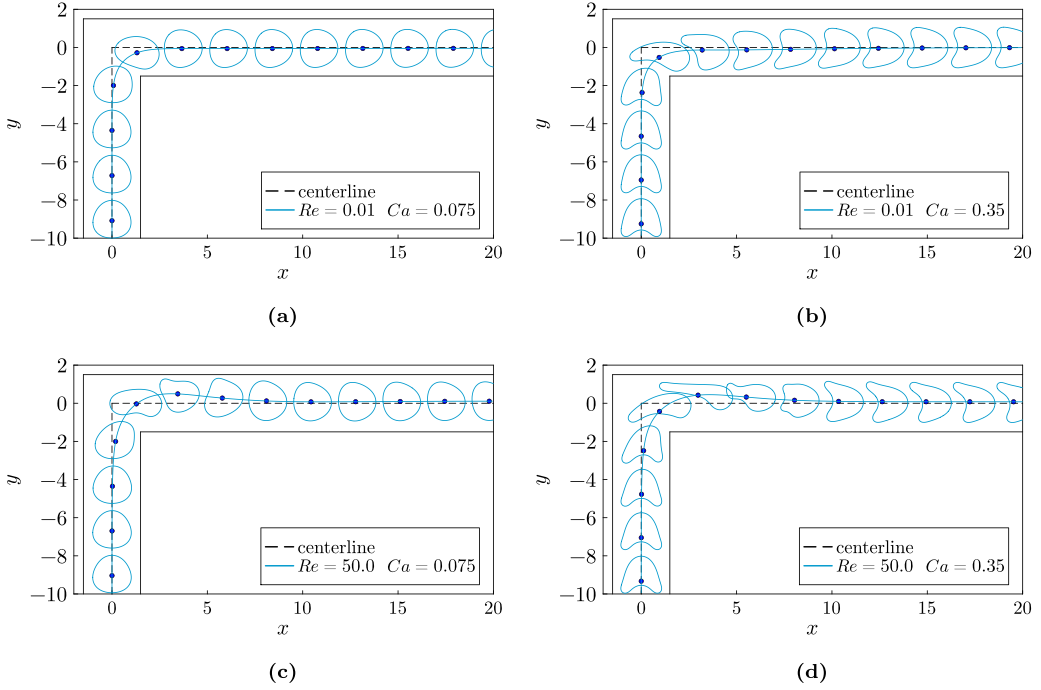 2
0
−2
−4
−6
−8
−10
y
0
5
10
15
20
x
centerline
Re = 0.01 Ca = 0.075
(a)
2
0
−2
−4
−6
−8
−10
y
0
5
10
15
20
x
centerline
Re = 0.01 Ca = 0.35
(b)
2
0
−2
−4
−6
−8
−10
y
0
5
10
15
20
x
centerline
Re = 50.0 Ca = 0.075
(c)
2
0
−2
−4
−6
−8
−10
y
0
5
10
15
20
x
centerline
Re = 50.0 Ca = 0.35
(d)